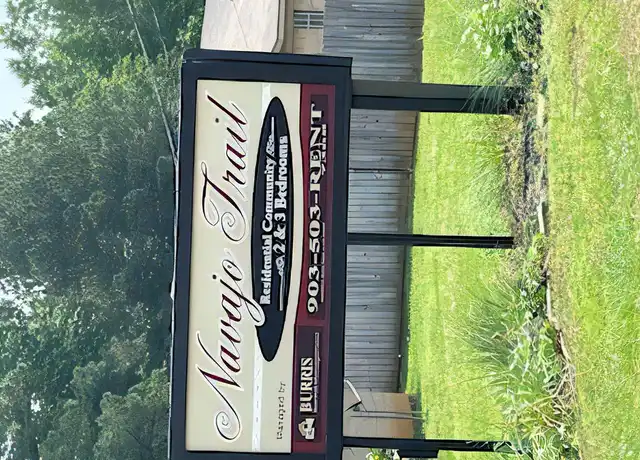 Navajo Trail
Residential Community
2 & 3 Bedrooms
Managed by:
BURRIS
903-503-RENT